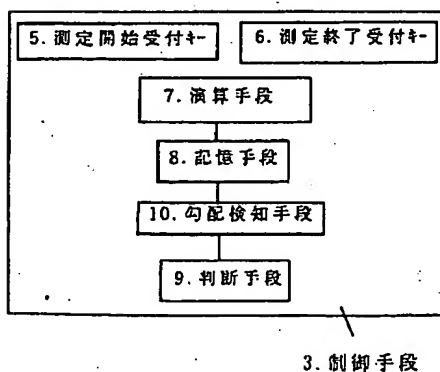 5. 測定開始受付キー
6. 測定終了受付キー
7. 演算手段
8. 記憶手段
10. 勾配検知手段
9. 判断手段
3. 制御手段